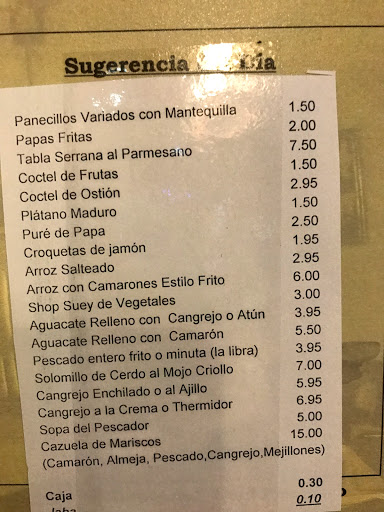 Sugerencia Día
Panecillos Variados con Mantequilla 1.50
Papas Fritas 2.00
Tabla Serrana al Parmesano 7.50
Coctel de Frutas 1.50
Coctel de Ostión 2.95
Plátano Maduro 1.50
Puré de Papa 2.50
Croquetas de jamón 1.95
Arroz Salteado 2.95
Arroz con Camarones Estilo Frito 6.00
Shop Suey de Vegetales 3.00
Aguacate Relleno con Cangrejo o Atún 3.95
Aguacate Relleno con Camarón 5.50
Pescado entero frito o minuta (la libra) 3.95
Solomillo de Cerdo al Mojo Criollo 7.00
Cangrejo Enchilado o al Ajillo 5.95
Cangrejo a la Crema o Thermidor 6.95
Sopa del Pescador 5.00
Cazuela de Mariscos 15.00
(Camarón, Almeja, Pescado,Cangrejo,Mejillones)
Caja 0.30
Jaba 0.10